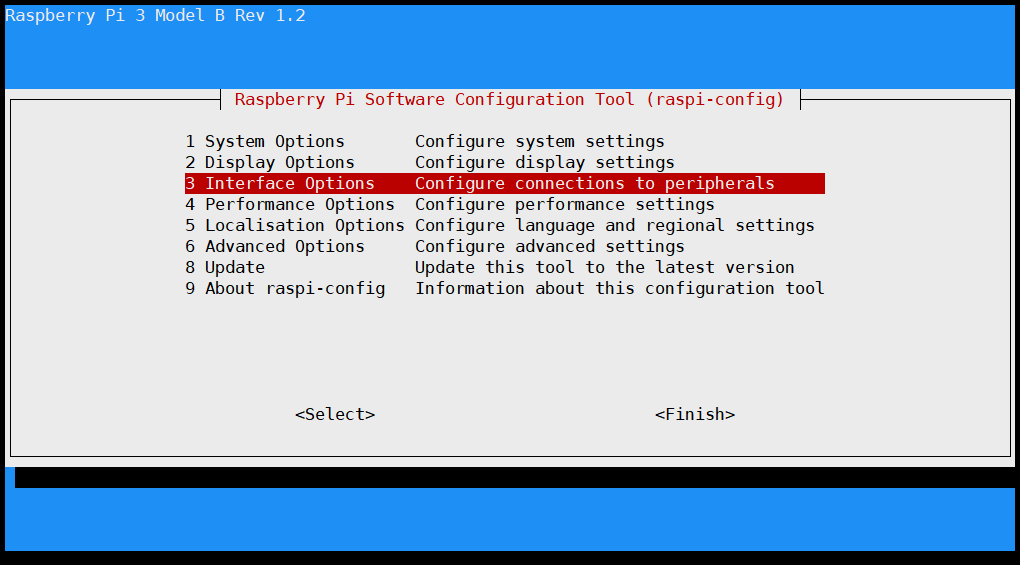 Raspberry Pi 3 Model B Rev 1.2
Raspberry Pi Software Configuration Tool (raspi-config)
1 System Options Configure system settings
2 Display Options Configure display settings
3 Interface Options Configure connections to peripherals
4 Performance Options Configure performance settings
5 Localisation Options Configure language and regional settings
6 Advanced Options Configure advanced settings
8 Update Update this tool to the latest version
9 About raspi-config Information about this configuration tool
<Select> <Finish>